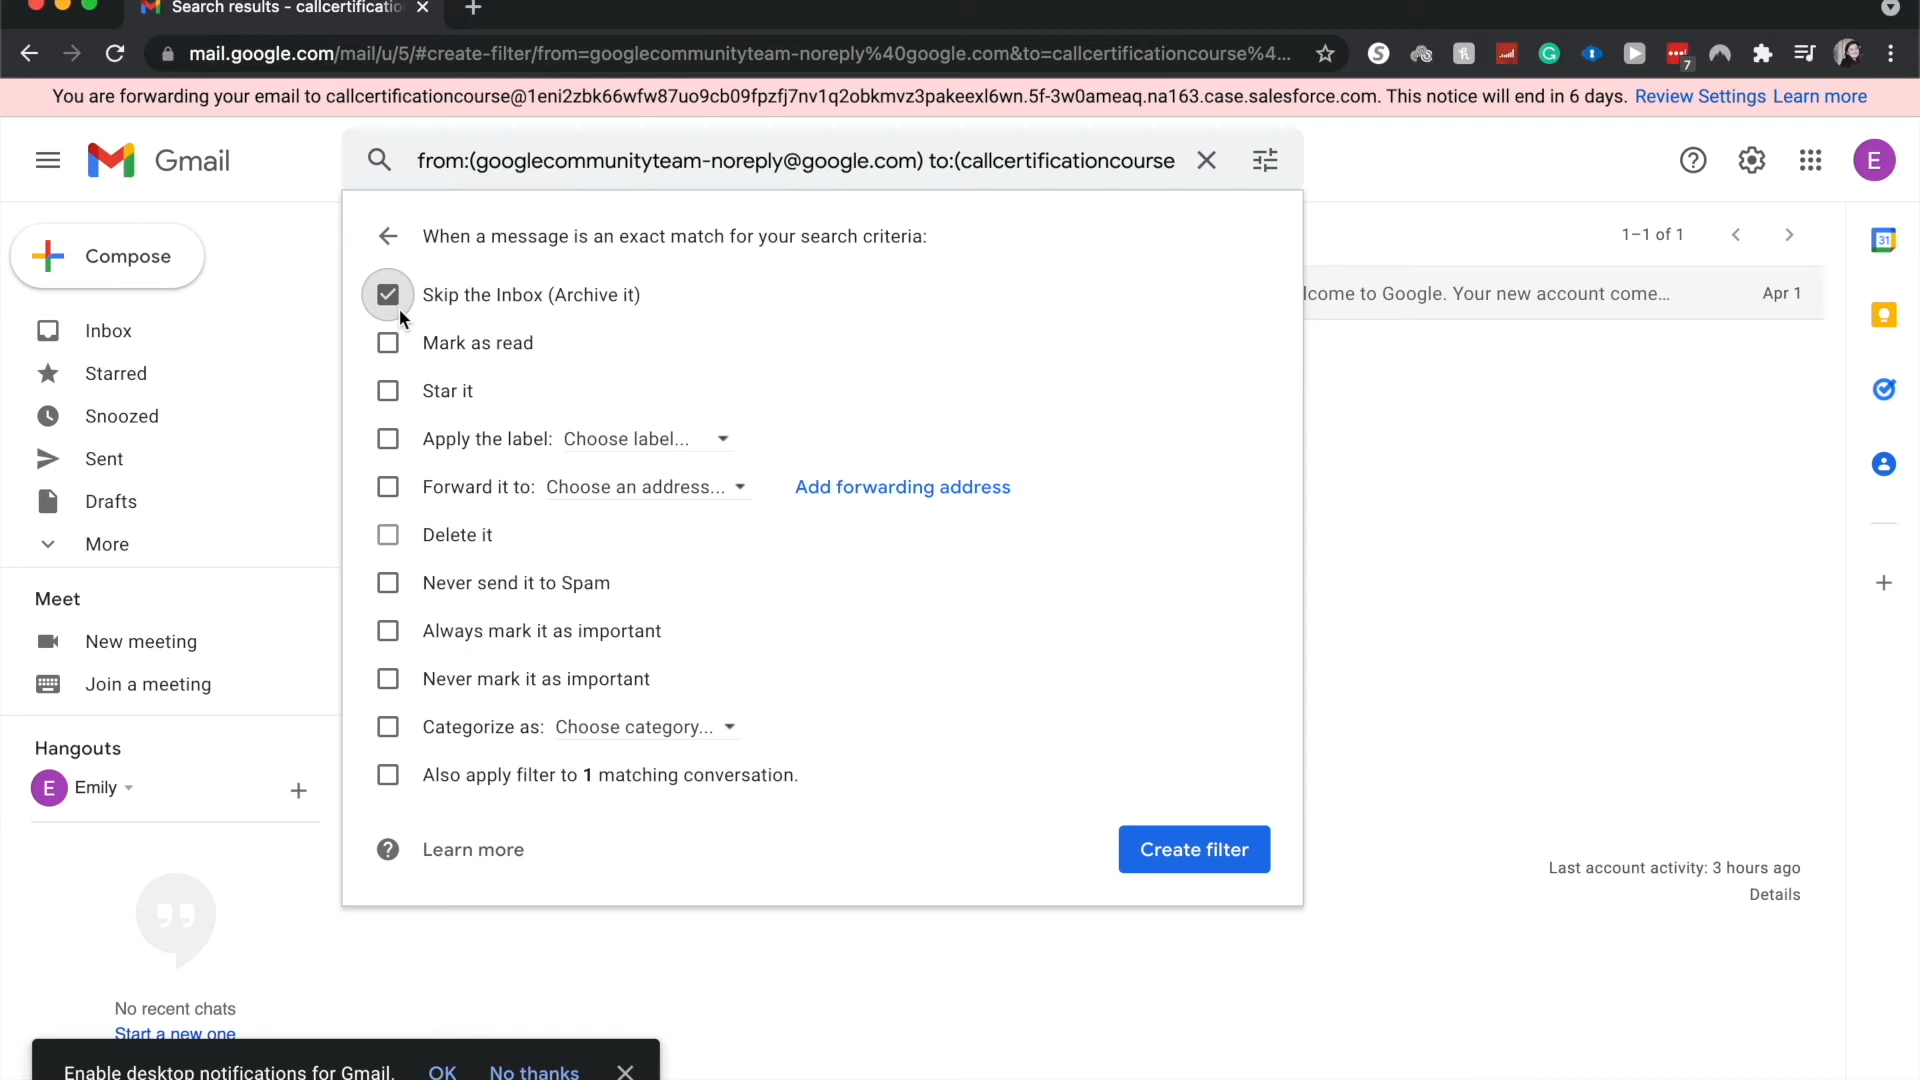 Search results - callcertificatio
mail.google.com/mail/u/5/#create-filter/from=googlecommunityteam-noreply%40google.com&to=callcertificationcourse%4...
7
You are forwarding your email to callcertificationcourse@1eni2zbk66wfw87uo9cb09fpzfj7nv1q2obkmvz3pakeexl6wn.5f-3w0ameaq.na163.case.salesforce.com. This notice will end in 6 days. Review Settings Learn more
Gmail
from:(googlecommunityteam-noreply@google.com) to:(callcertificationcourse
E
Compose
When a message is an exact match for your search criteria:
1–1 of 1
Skip the Inbox (Archive it)
lcome to Google. Your new account come...
Apr 1
31
Inbox
Mark as read
Starred
Star it
Snoozed
Apply the label: Choose label...
Sent
Forward it to: Choose an address...
Add forwarding address
Drafts
Delete it
More
Never send it to Spam
Meet
Always mark it as important
New meeting
Never mark it as important
Join a meeting
Categorize as: Choose category...
Hangouts
Also apply filter to 1 matching conversation.
E
Emily
Learn more
Create filter
Last account activity: 3 hours ago
Details
No recent chats
Start a new one
Enable desktop notifications for Gmail. OK No thanks